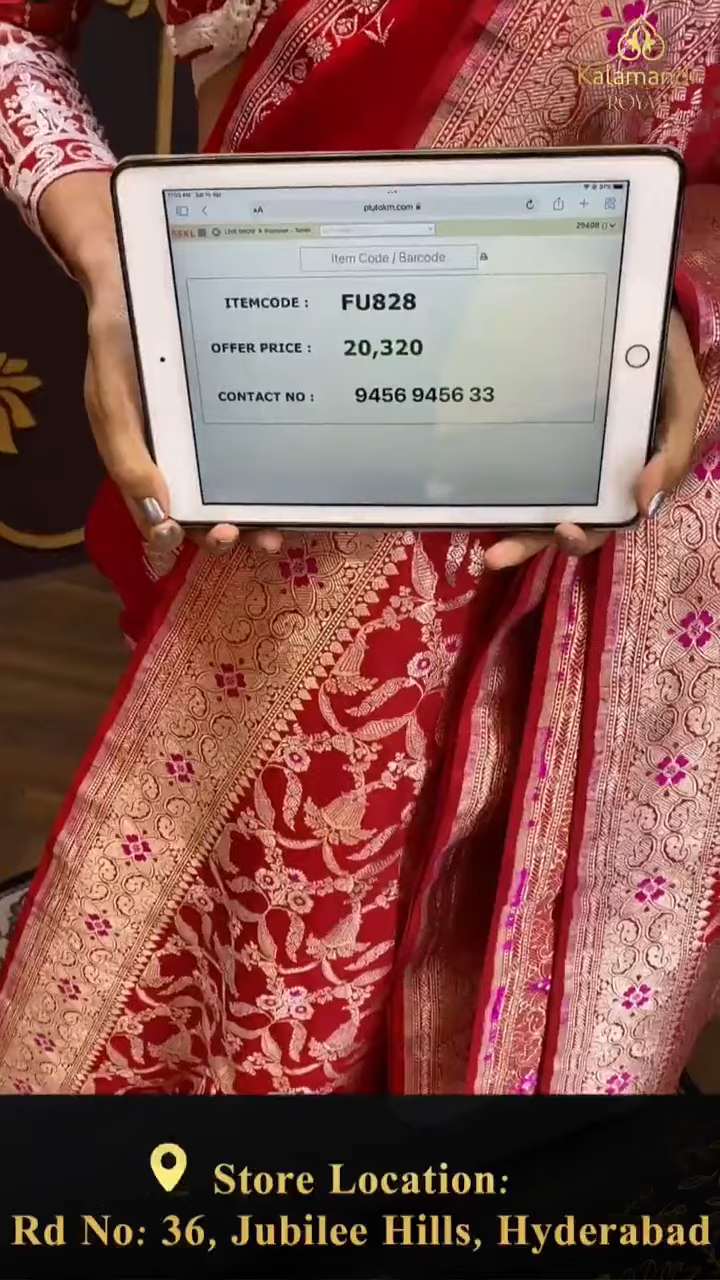 Kalamandir
ROYAL
plutokm.com
29408 ()
Item Code / Barcode
ITEMCODE : FU828
OFFER PRICE : 20,320
CONTACT NO : 9456 9456 33
Store Location:
Rd No: 36, Jubilee Hills, Hyderabad